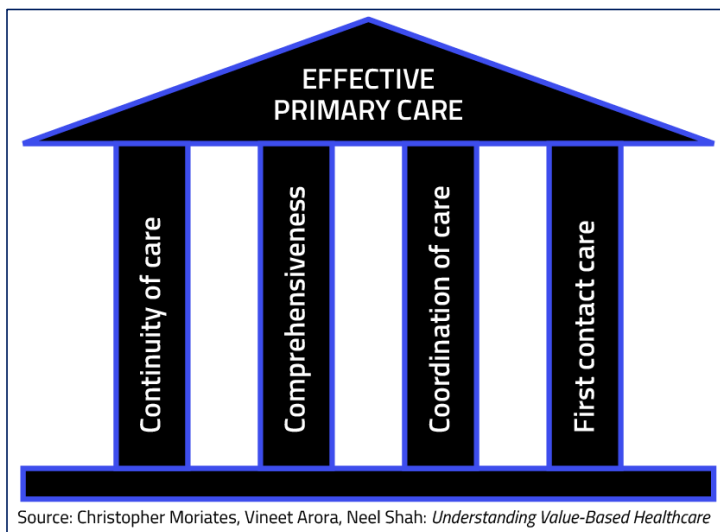 EFFECTIVE
PRIMARY CARE
Continuity of care
Comprehensiveness
Coordination of care
First contact care
Source: Christopher Moriates, Vineet Arora, Neel Shah: Understanding Value-Based Healthcare